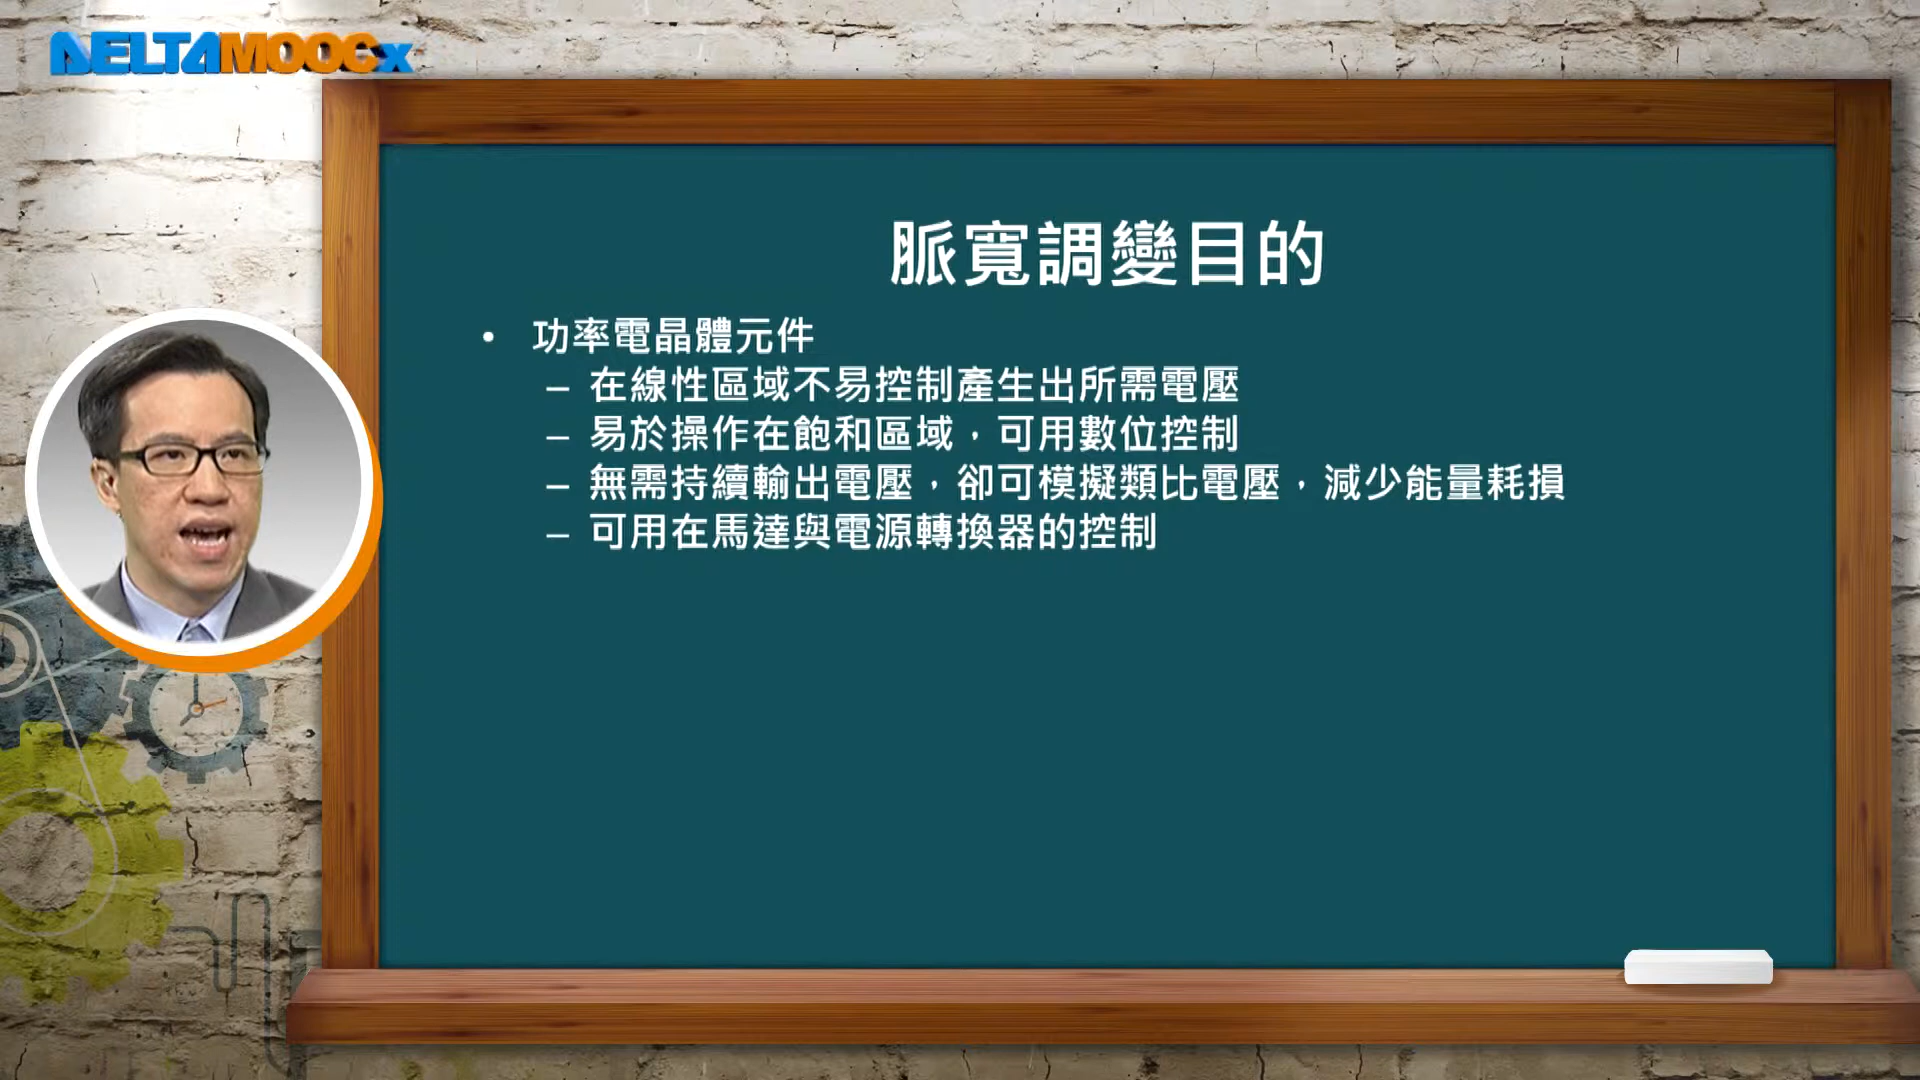 DELTAMOOCx
脈寬調變目的
• 功率電晶體元件
– 在線性區域不易控制產生出所需電壓
– 易於操作在飽和區域，可用數位控制
– 無需持續輸出電壓，卻可模擬類比電壓，減少能量耗損
– 可用在馬達與電源轉換器的控制